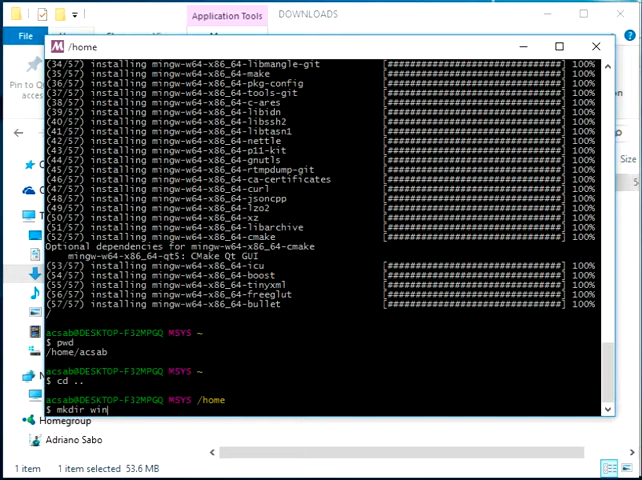 Application Tools
DOWNLOADS
File
/home
(34/57) installing mingw-w64-x86_64-libmangle-git [###############################] 100%
(35/57) installing mingw-w64-x86_64-make [###############################] 100%
(36/57) installing mingw-w64-x86_64-pkg-config [###############################] 100%
(37/57) installing mingw-w64-x86_64-tools-git [###############################] 100%
(38/57) installing mingw-w64-x86_64-c-ares [###############################] 100%
(39/57) installing mingw-w64-x86_64-libidn [###############################] 100%
(40/57) installing mingw-w64-x86_64-libssh2 [###############################] 100%
(41/57) installing mingw-w64-x86_64-libtasn1 [###############################] 100%
(42/57) installing mingw-w64-x86_64-nettle [###############################] 100%
(43/57) installing mingw-w64-x86_64-p11-kit [###############################] 100%
(44/57) installing mingw-w64-x86_64-gnutls [###############################] 100%
(45/57) installing mingw-w64-x86_64-rtmpdump-git [###############################] 100%
(46/57) installing mingw-w64-x86_64-ca-certificates [###############################] 100%
(47/57) installing mingw-w64-x86_64-curl [###############################] 100%
(48/57) installing mingw-w64-x86_64-jsoncpp [###############################] 100%
(49/57) installing mingw-w64-x86_64-lzo2 [###############################] 100%
(50/57) installing mingw-w64-x86_64-xz [###############################] 100%
(51/57) installing mingw-w64-x86_64-libarchive [###############################] 100%
(52/57) installing mingw-w64-x86_64-cmake [###############################] 100%
Optional dependencies for mingw-w64-x86_64-cmake
mingw-w64-x86_64-qt5: CMake Qt GUI
(53/57) installing mingw-w64-x86_64-icu [###############################] 100%
(54/57) installing mingw-w64-x86_64-boost [###############################] 100%
(55/57) installing mingw-w64-x86_64-tinyxml [###############################] 100%
(56/57) installing mingw-w64-x86_64-freeglut [###############################] 100%
(57/57) installing mingw-w64-x86_64-bullet [###############################] 100%
/
acsab@DESKTOP-F32MPGQ MSYS ~
$ pwd
/home/acsab
acsab@DESKTOP-F32MPGQ MSYS ~
$ cd ..
acsab@DESKTOP-F32MPGQ MSYS /home
$ mkdir win
Pin to Q
acces
Size
Homegroup
Adriano Sabo
1 item 1 item selected 53.6 MB